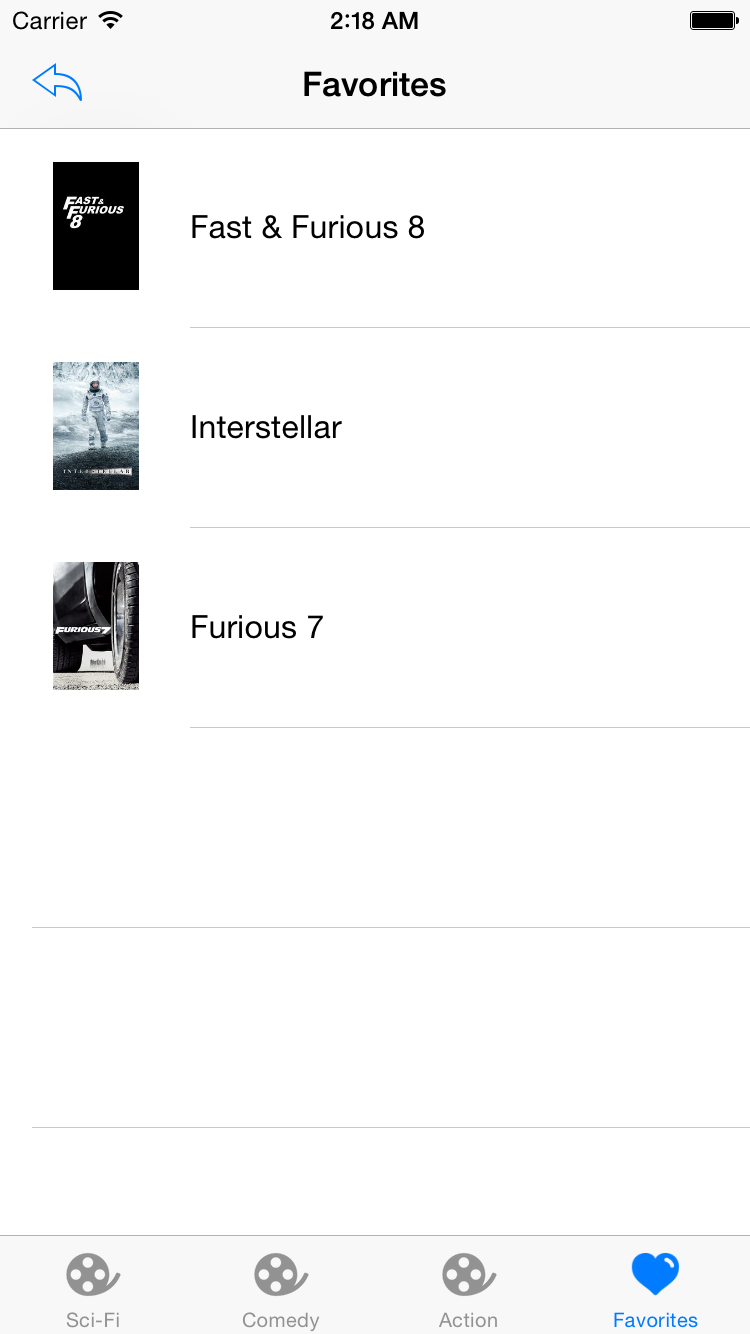 Carrier
2:18 AM
Favorites
FAST &
FURIOUS
8
Fast & Furious 8
INTERSTELLAR
Interstellar
FURIOUS 7
Furious 7
Sci-Fi
Comedy
Action
Favorites